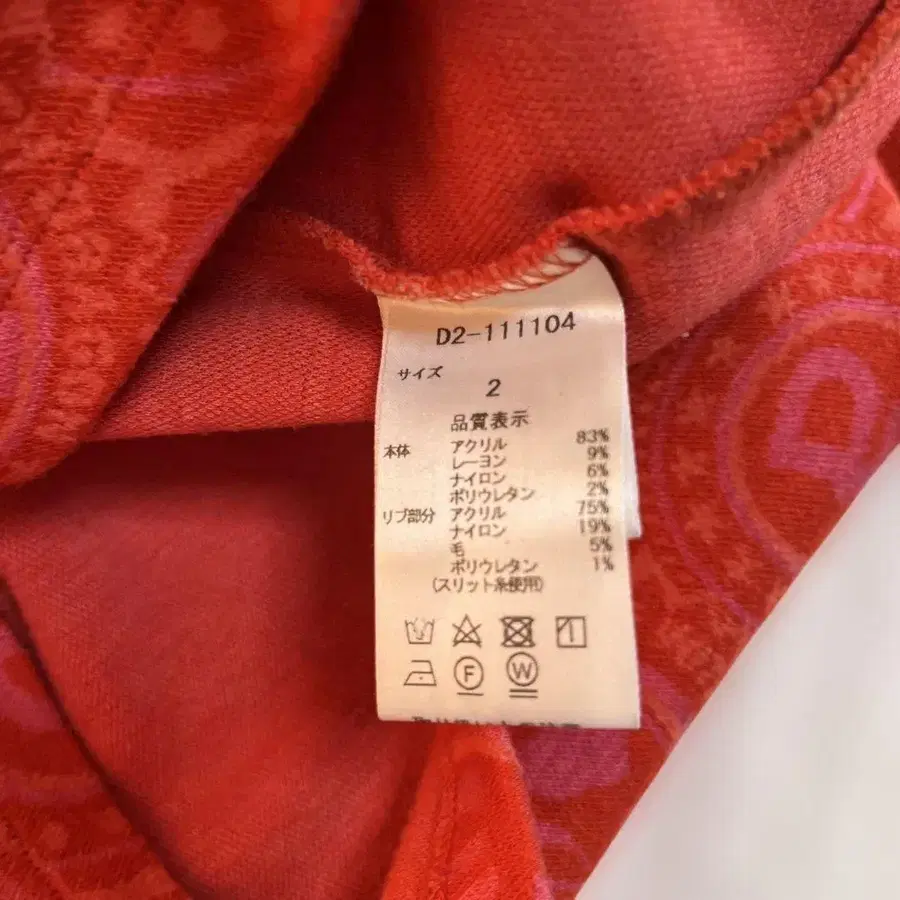 D2-111104
サイズ
2
品質表示
本体 アクリル 83%
レーヨン 9%
ナイロン 6%
ポリウレタン 2%
リブ部分 アクリル 75%
ナイロン 19%
毛 5%
ポリウレタン 1%
(スリット糸使用)
F W
D